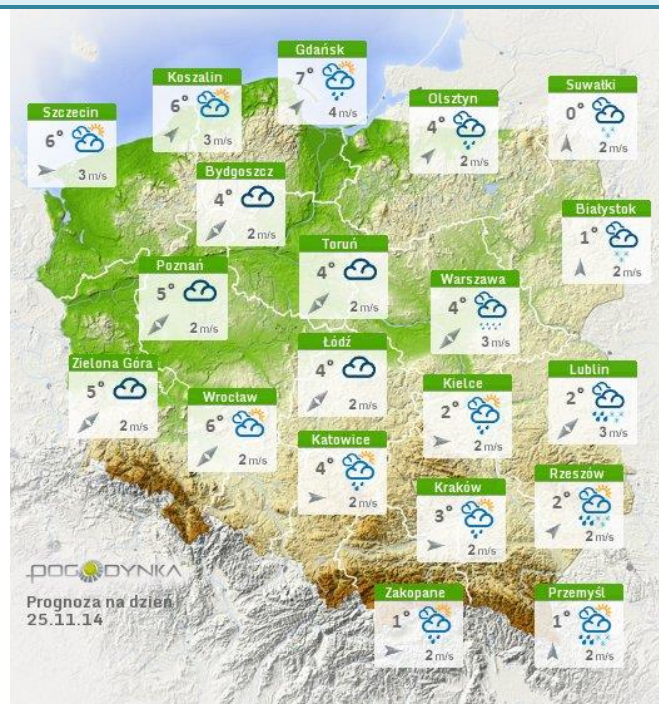 Gdańsk
7°
4 m/s
Koszalin
6°
3 m/s
Szczecin
6°
3 m/s
Olsztyn
4°
2 m/s
Suwałki
0°
2 m/s
Bydgoszcz
4°
2 m/s
Białystok
1°
2 m/s
Toruń
4°
2 m/s
Poznań
5°
2 m/s
Warszawa
4°
3 m/s
Łódź
4°
2 m/s
Zielona Góra
5°
2 m/s
Wrocław
6°
2 m/s
Kielce
2°
2 m/s
Lublin
2°
3 m/s
Katowice
4°
2 m/s
Kraków
3°
2 m/s
Rzeszów
2°
2 m/s
POGODYNKA
Prognoza na dzień
25.11.14
Zakopane
1°
2 m/s
Przemyśl
1°
2 m/s